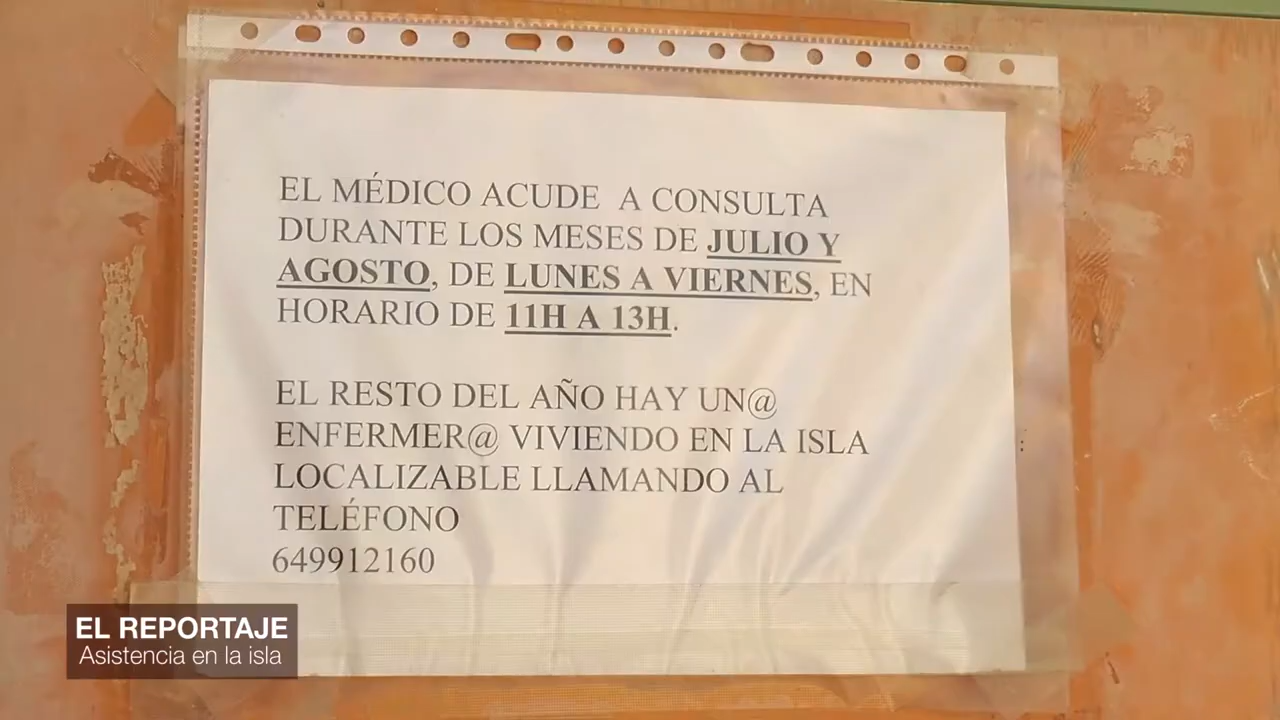 EL MÉDICO ACUDE A CONSULTA
DURANTE LOS MESES DE JULIO Y
AGOSTO, DE LUNES A VIERNES, EN
HORARIO DE 11H A 13H.
EL RESTO DEL AÑO HAY UN@
ENFERMER@ VIVIENDO EN LA ISLA
LOCALIZABLE LLAMANDO AL
TELÉFONO
649912160
EL REPORTAJE
Asistencia en la isla